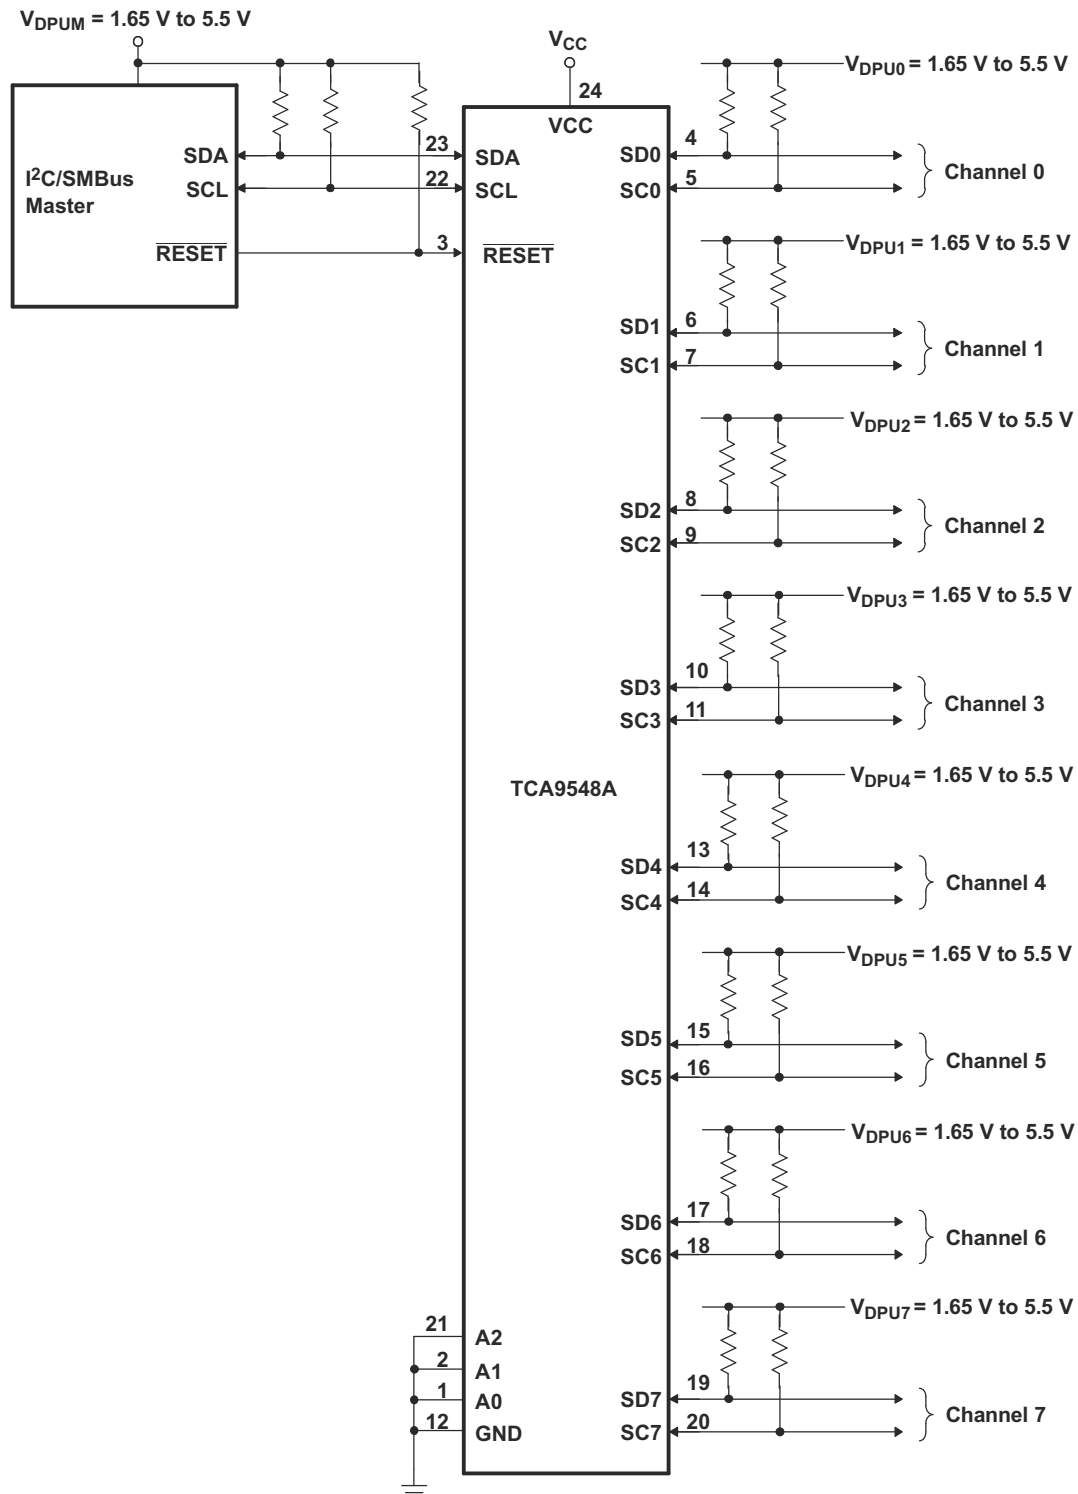 VDPUM = 1.65 V to 5.5 V
VCC
24
VCC
I2C/SMBus
Master
SDA
SCL
RESET
23
22
3
SDA
SCL
RESET
TCA9548A
21
2
1
12
A2
A1
A0
GND
VDPU0 = 1.65 V to 5.5 V
SD0
4
SC0
5
Channel 0
VDPU1 = 1.65 V to 5.5 V
SD1
6
SC1
7
Channel 1
VDPU2 = 1.65 V to 5.5 V
SD2
8
SC2
9
Channel 2
VDPU3 = 1.65 V to 5.5 V
SD3
10
SC3
11
Channel 3
VDPU4 = 1.65 V to 5.5 V
SD4
13
SC4
14
Channel 4
VDPU5 = 1.65 V to 5.5 V
SD5
15
SC5
16
Channel 5
VDPU6 = 1.65 V to 5.5 V
SD6
17
SC6
18
Channel 6
VDPU7 = 1.65 V to 5.5 V
SD7
19
SC7
20
Channel 7